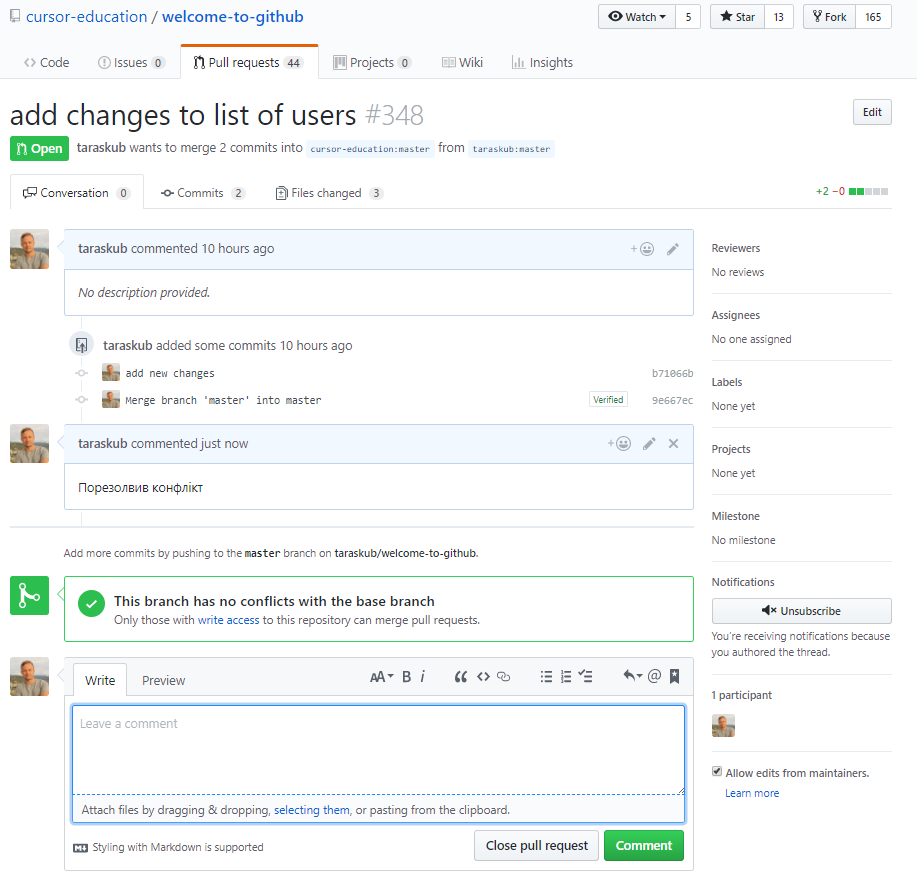 cursor-education / welcome-to-github
Watch 5 Star 13 Fork 165
Code Issues 0 Pull requests 44 Projects 0 Wiki Insights
add changes to list of users #348
Edit
Open taraskub wants to merge 2 commits into cursor-education:master from taraskub:master
Conversation 0 Commits 2 Files changed 3
+2 −0
taraskub commented 10 hours ago
No description provided.
taraskub added some commits 10 hours ago
add new changes b71066b
Merge branch 'master' into master Verified 9e667ec
taraskub commented just now
Порезолвив конфлікт
Add more commits by pushing to the master branch on taraskub/welcome-to-github.
This branch has no conflicts with the base branch
Only those with write access to this repository can merge pull requests.
Write Preview
AA B i
Leave a comment
Attach files by dragging & dropping, selecting them, or pasting from the clipboard.
Styling with Markdown is supported
Close pull request
Comment
Reviewers
No reviews
Assignees
No one assigned
Labels
None yet
Projects
None yet
Milestone
No milestone
Notifications
Unsubscribe
You're receiving notifications because
you authored the thread.
1 participant
Allow edits from maintainers.
Learn more